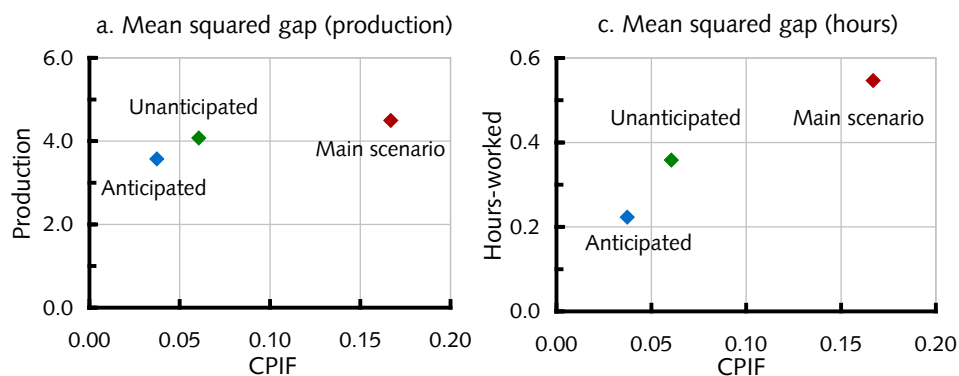 a. Mean squared gap (production)
6.0
4.0
2.0
0.0
Production
Unanticipated
Main scenario
Anticipated
0.00 0.05 0.10 0.15 0.20
CPIF
c. Mean squared gap (hours)
0.6
0.4
0.2
0.0
Hours-worked
Unanticipated
Main scenario
Anticipated
0.00 0.05 0.10 0.15 0.20
CPIF